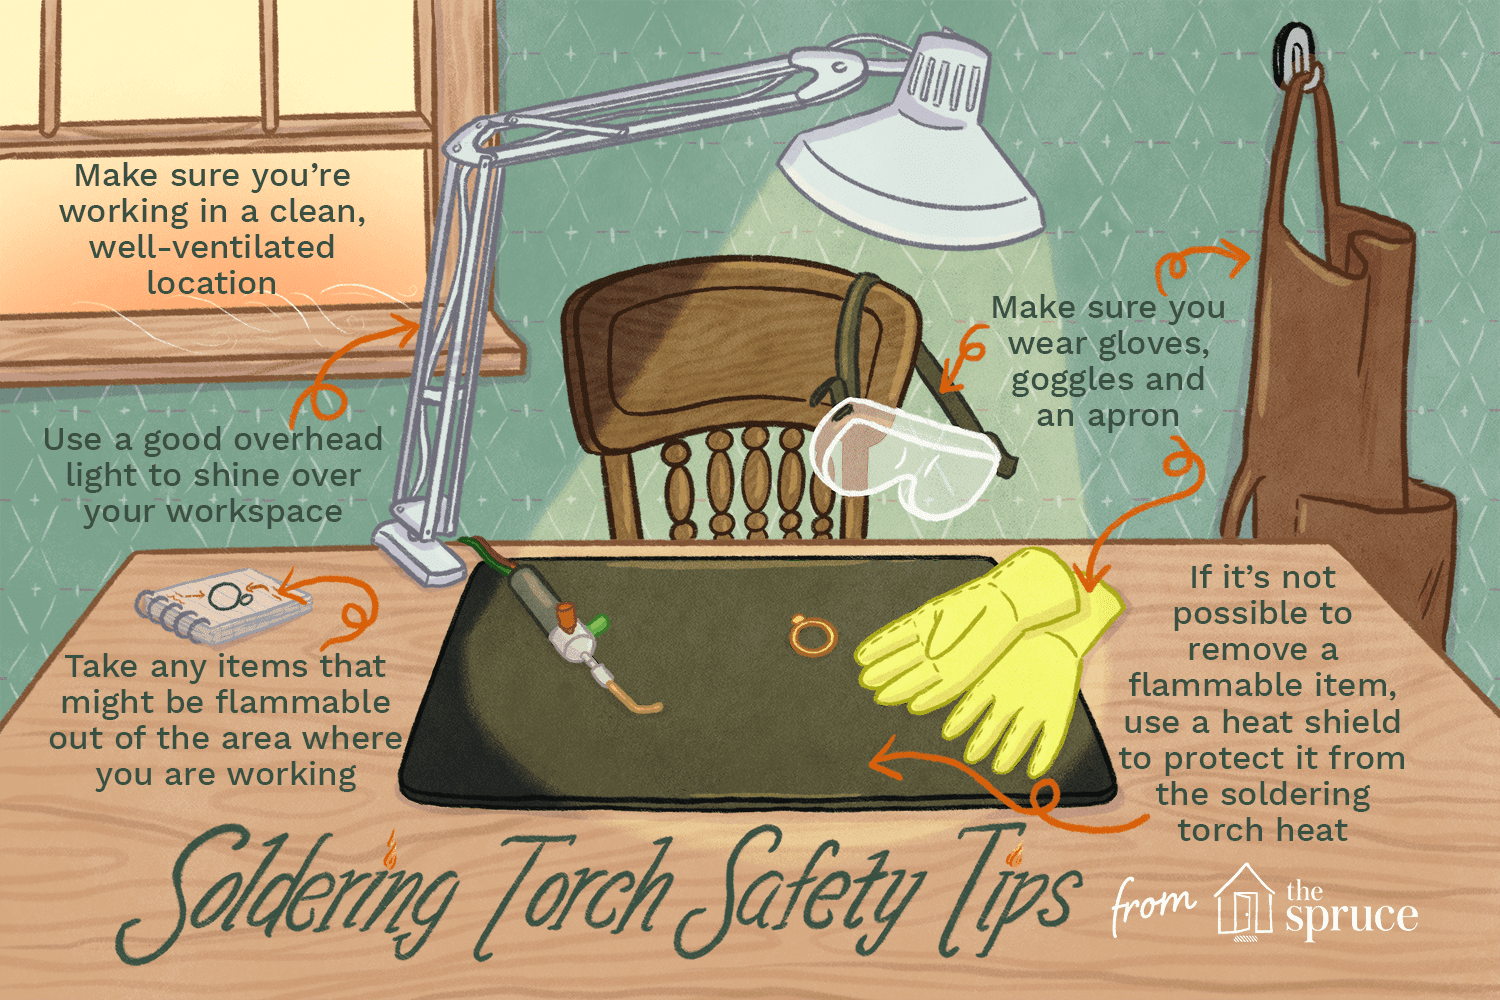 Make sure you're
working in a clean,
well-ventilated
location
Use a good overhead
light to shine over
your workspace
Take any items that
might be flammable
out of the area where
you are working
Make sure you
wear gloves,
goggles and
an apron
If it's not
possible to
remove a
flammable item,
use a heat shield
to protect it from
the soldering
torch heat
Soldering Torch Safety Tips
from the spruce